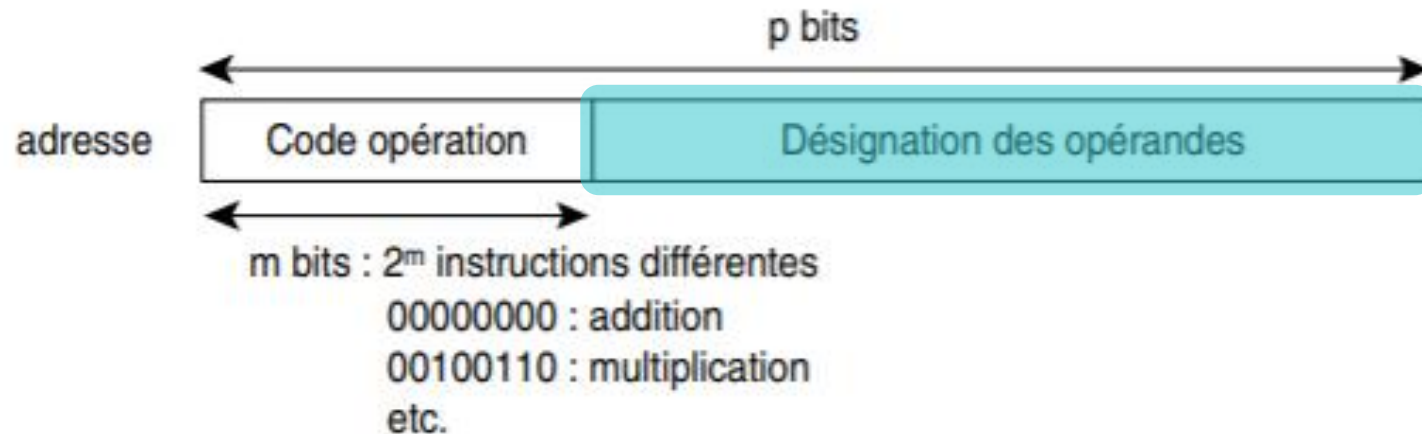 p bits
adresse Code opération Désignation des opérandes
m bits : 2ᵐ instructions différentes
00000000 : addition
00100110 : multiplication
etc.